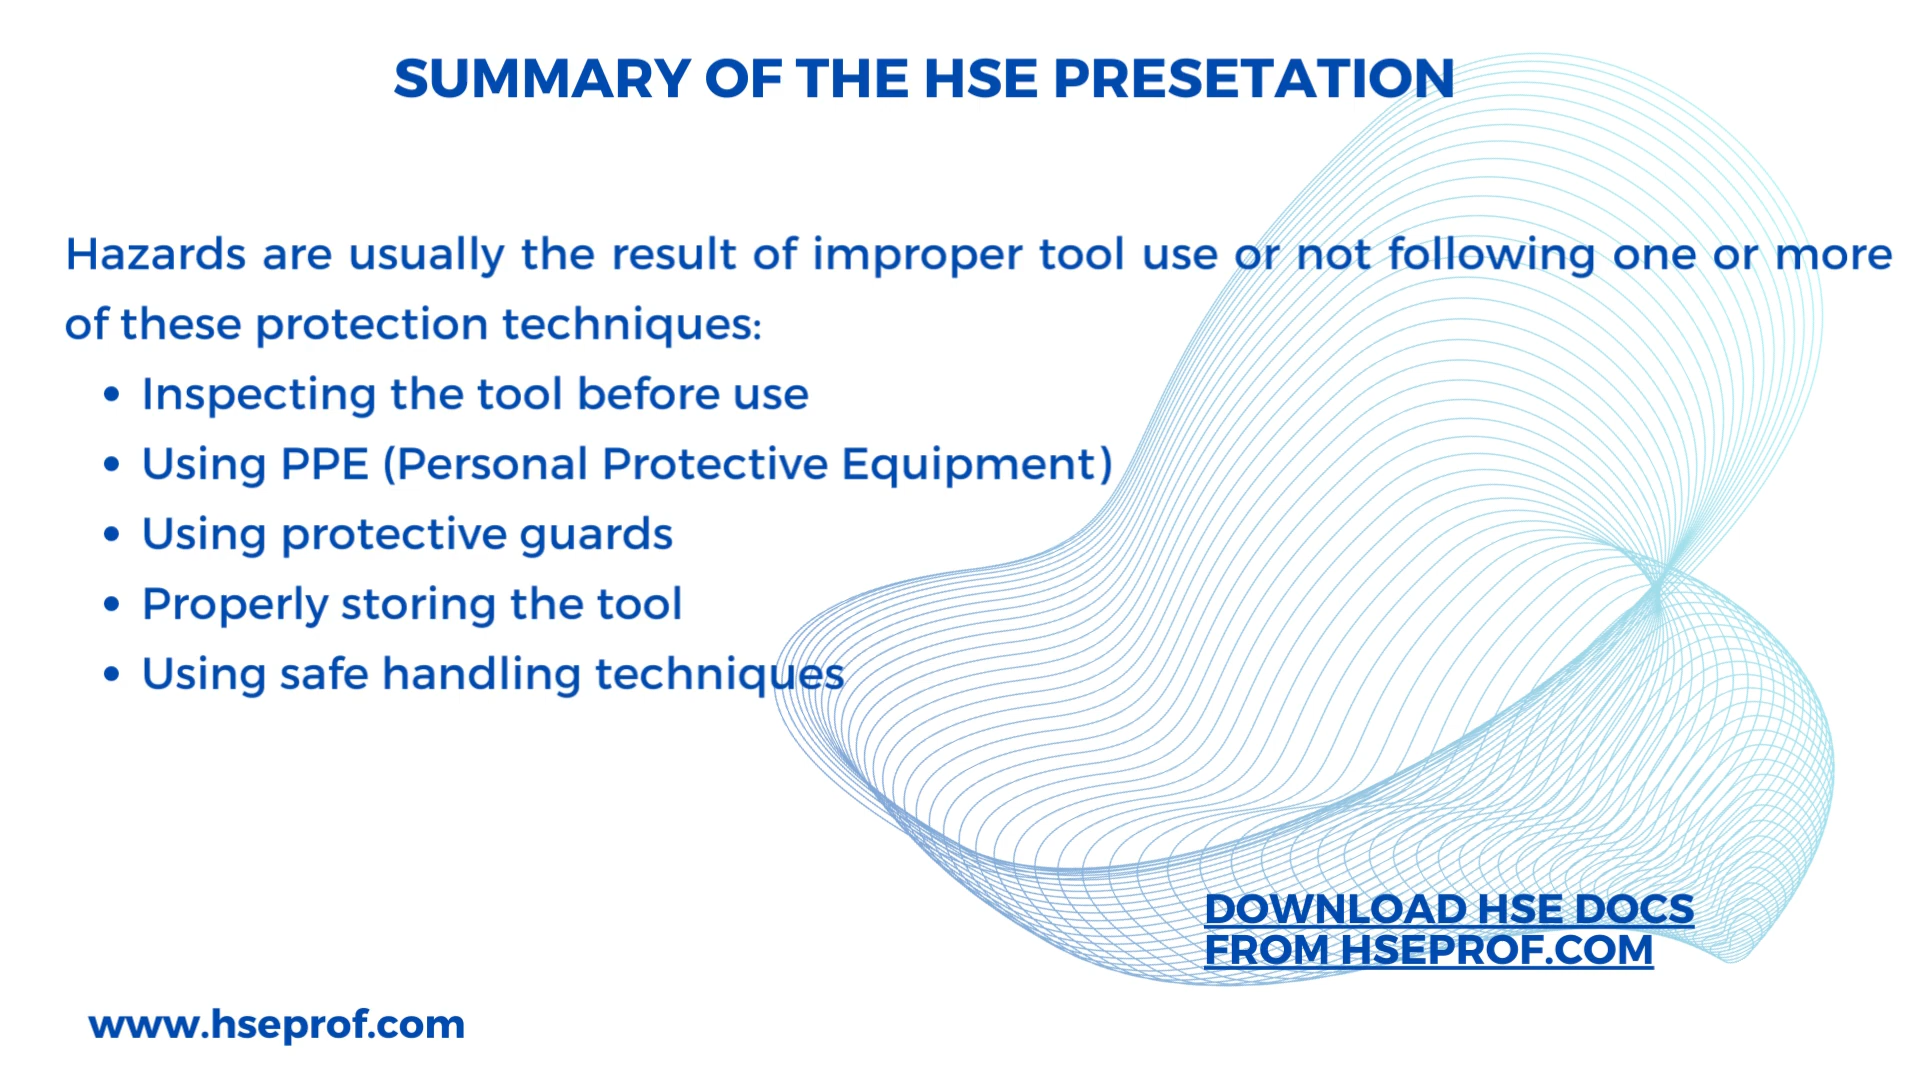 SUMMARY OF THE HSE PRESETATION
Hazards are usually the result of improper tool use or not following one or more
of these protection techniques:
• Inspecting the tool before use
• Using PPE (Personal Protective Equipment)
• Using protective guards
• Properly storing the tool
• Using safe handling techniques
DOWNLOAD HSE DOCS
FROM HSEPROF.COM
www.hseprof.com